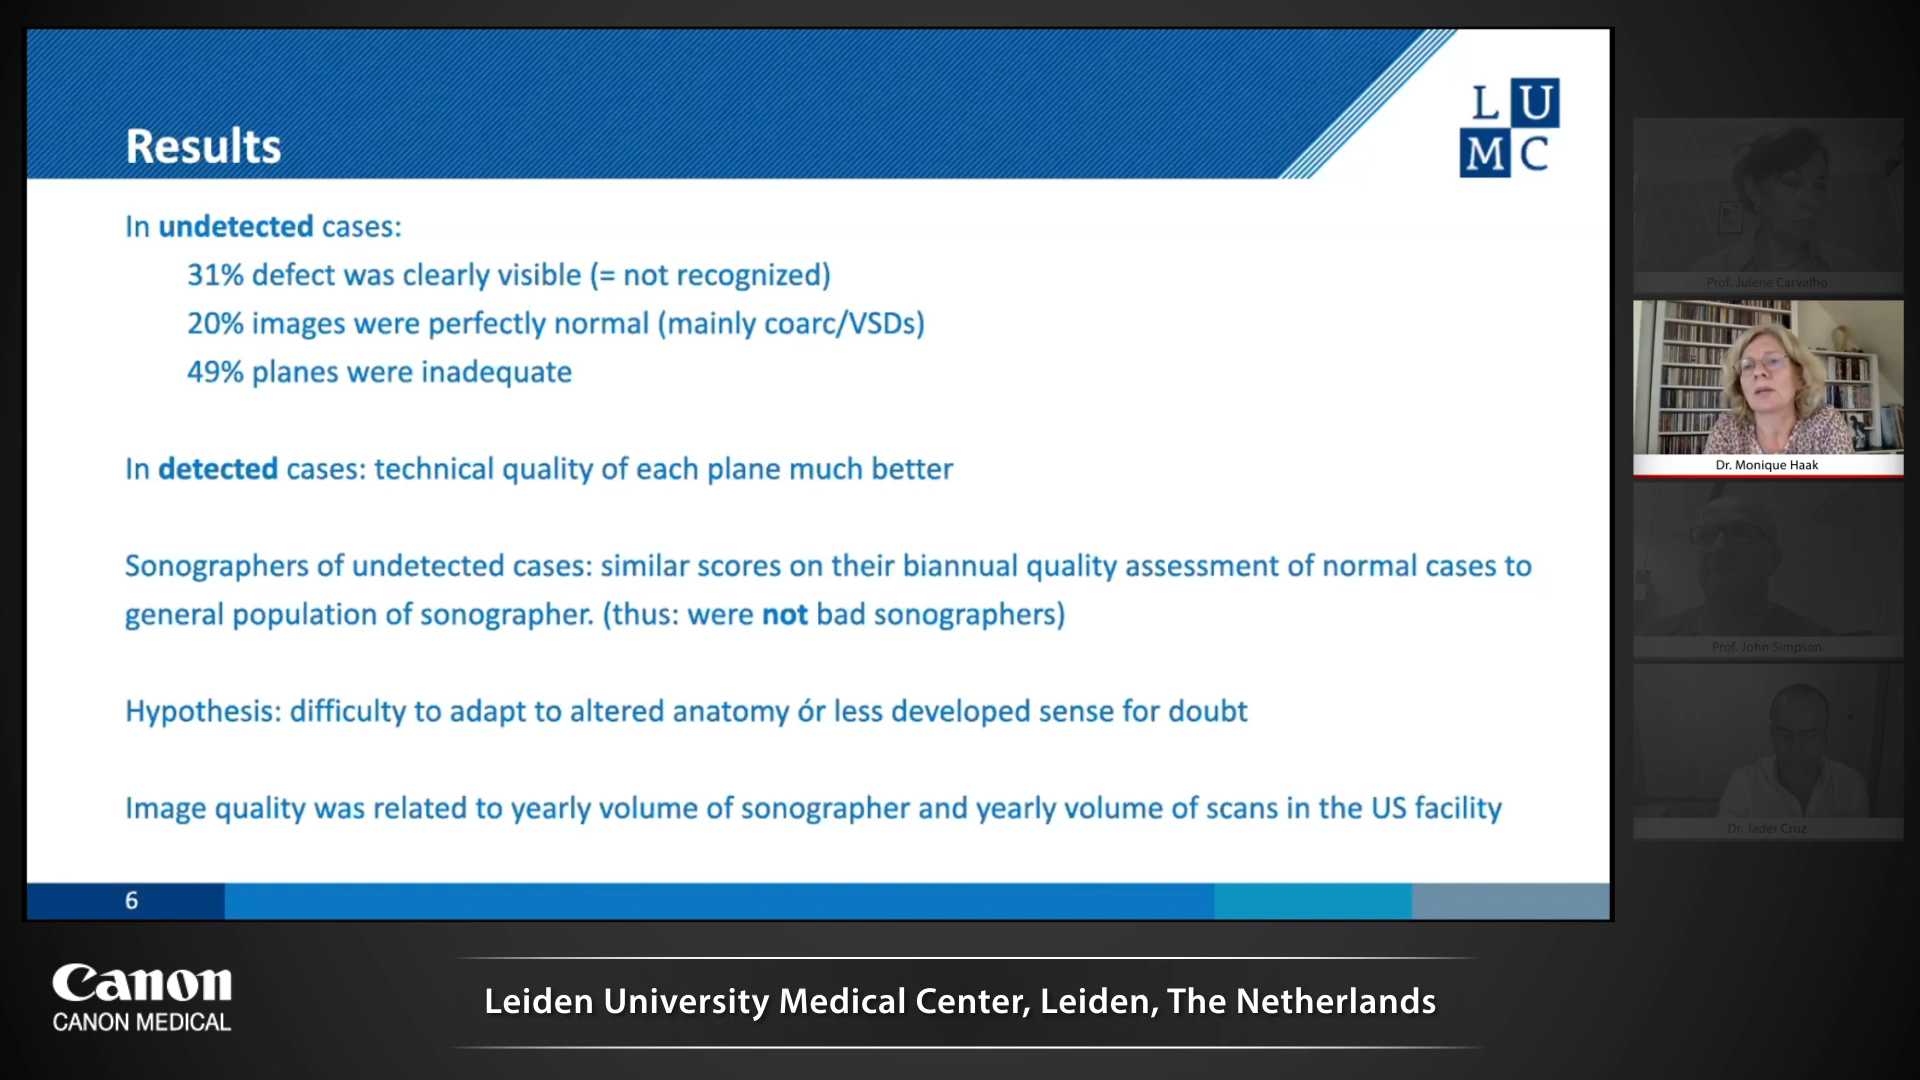 Results
L U
M C
In undetected cases:
31% defect was clearly visible (= not recognized)
20% images were perfectly normal (mainly coarc/VSDs)
49% planes were inadequate
In detected cases: technical quality of each plane much better
Sonographers of undetected cases: similar scores on their biannual quality assessment of normal cases to
general population of sonographer. (thus: were not bad sonographers)
Hypothesis: difficulty to adapt to altered anatomy ór less developed sense for doubt
Image quality was related to yearly volume of sonographer and yearly volume of scans in the US facility
6
Prof. Julene Carvalho
Dr. Monique Haak
Prof. John Simpson
Dr. Jader Cruz
Canon
CANON MEDICAL
Leiden University Medical Center, Leiden, The Netherlands